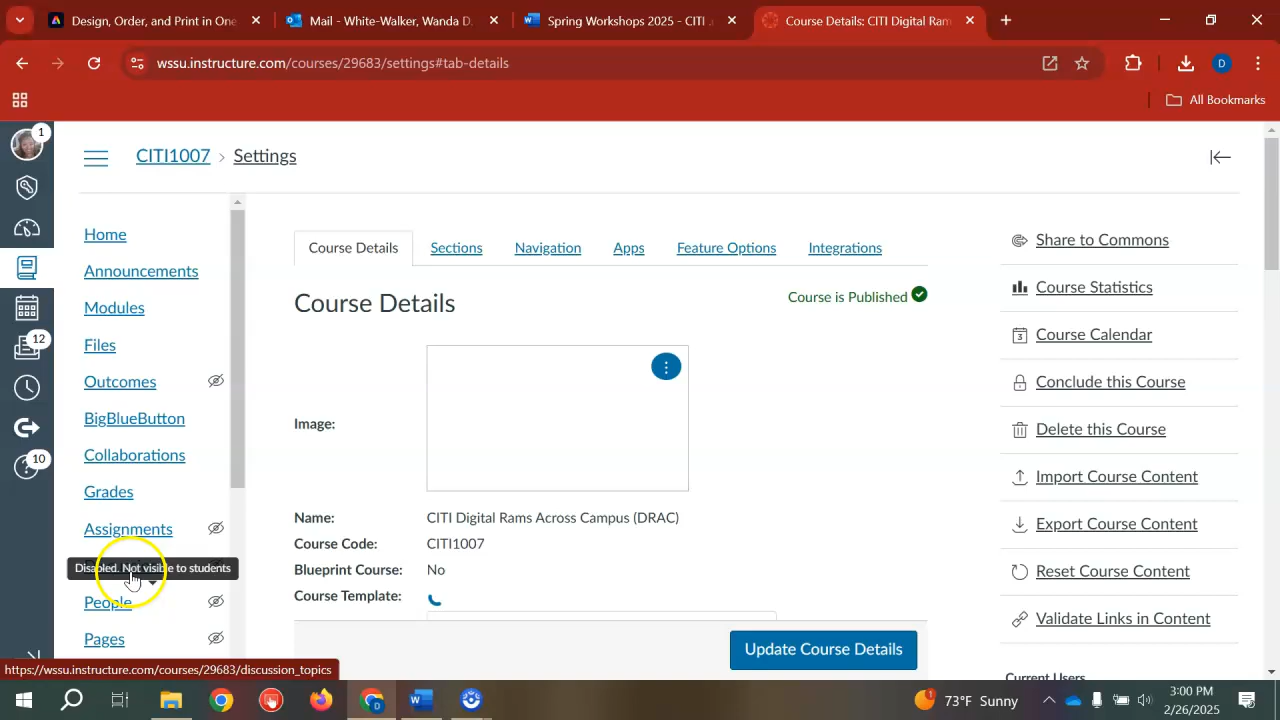 Design, Order, and Print in One
Mail - White-Walker, Wanda D.
Spring Workshops 2025 - CITI .
Course Details: CITI Digital Ram
wssu.instructure.com/courses/29683/settings#tab-details
D
All Bookmarks
1
CITI1007 › Settings
Home
Announcements
Modules
Files
Outcomes
BigBlueButton
Collaborations
Grades
Assignments
Disabled. Not visible to students
People
Pages
12
10
Course Details
Sections
Navigation
Apps
Feature Options
Integrations
Course Details
Course is Published
Image:
Name: CITI Digital Rams Across Campus (DRAC)
Course Code: CITI1007
Blueprint Course: No
Course Template:
Update Course Details
Share to Commons
Course Statistics
Course Calendar
Conclude this Course
Delete this Course
Import Course Content
Export Course Content
Reset Course Content
Validate Links in Content
Current Users
https://wssu.instructure.com/courses/29683/discussion_topics
73°F Sunny
3:00 PM
2/26/2025